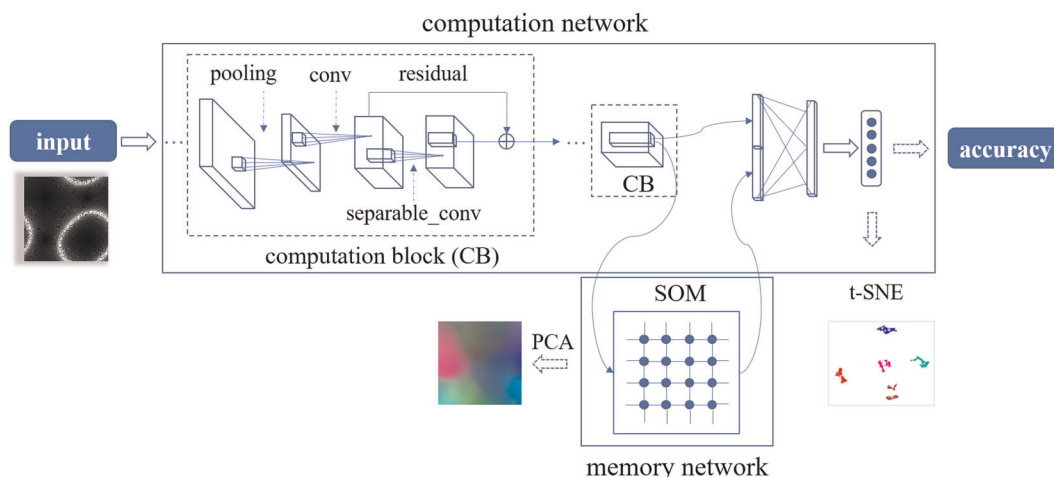 computation network
pooling
conv
residual
input
accuracy
separable_conv
CB
computation block (CB)
SOM
t-SNE
PCA
memory network